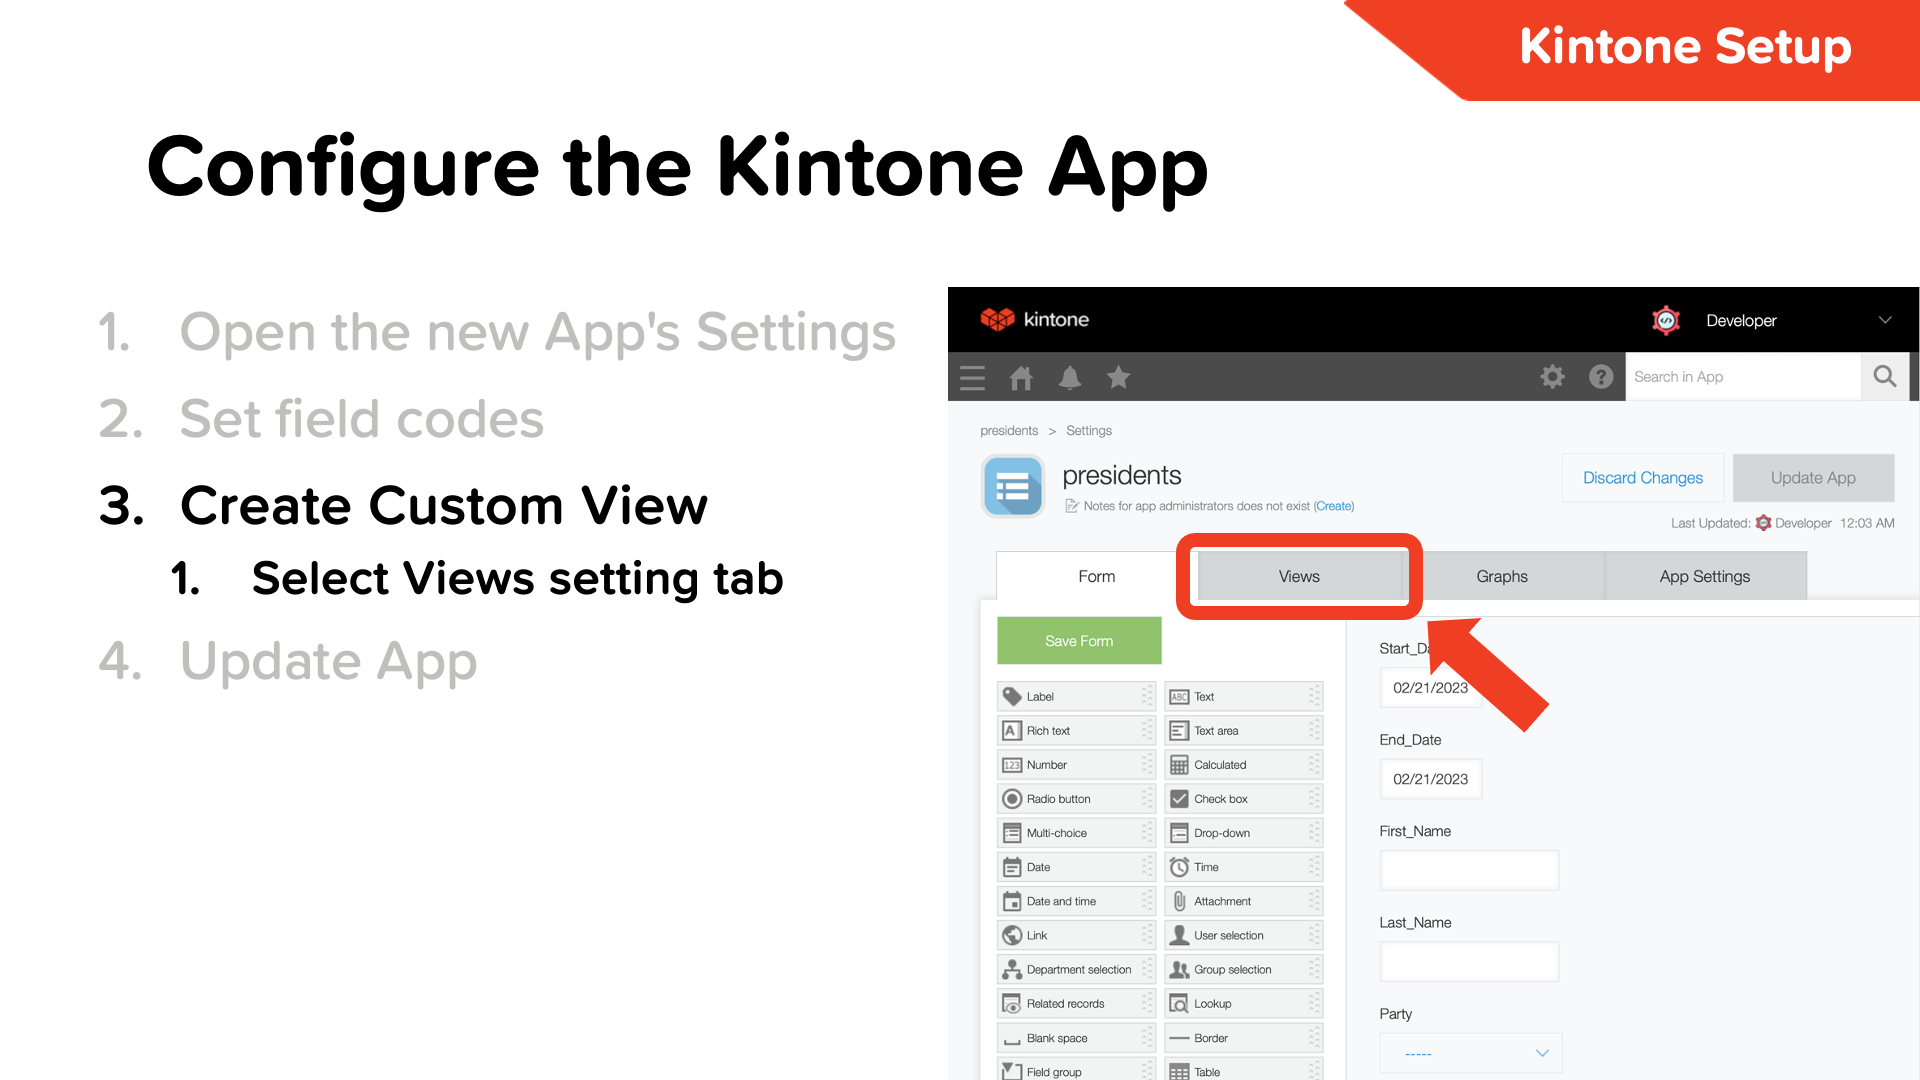 Kintone Setup
Configure the Kintone App
1. Open the new App's Settings
2. Set field codes
3. Create Custom View
1. Select Views setting tab
4. Update App
kintone
Developer
Search in App
presidents > Settings
presidents
Notes for app administrators does not exist (Create)
Discard Changes
Update App
Last Updated: Developer 12:03 AM
Form
Views
Graphs
App Settings
Save Form
Label
Text
Rich text
Text area
Number
Calculated
Radio button
Check box
Multi-choice
Drop-down
Date
Time
Date and time
Attachment
Link
User selection
Department selection
Group selection
Related records
Lookup
Blank space
Border
Field group
Table
02/21/2023
End_Date
02/21/2023
First_Name
Last_Name
Party
-----